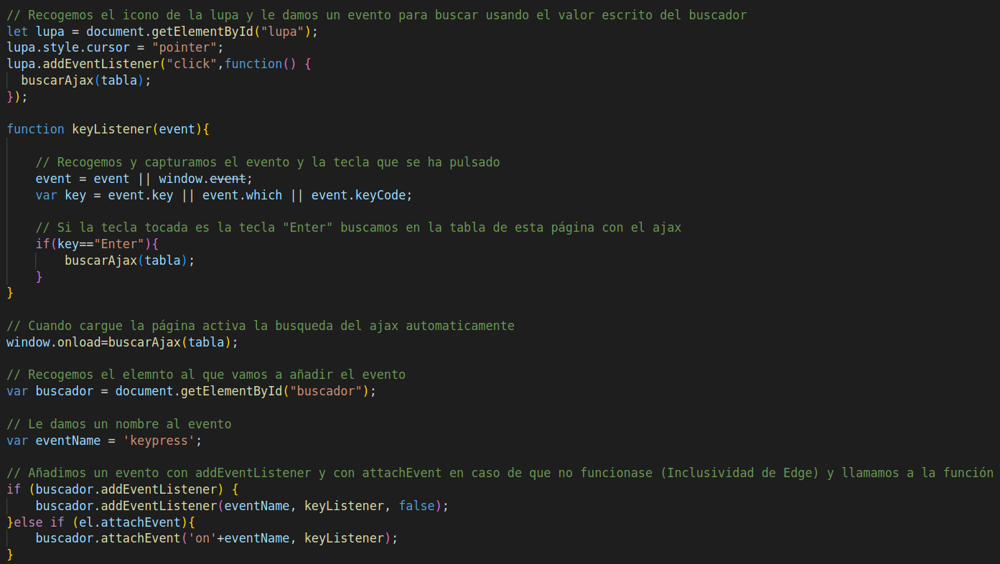 // Recogemos el icono de la lupa y le damos un evento para buscar usando el valor escrito del buscador
let lupa = document.getElementById("lupa");
lupa.style.cursor = "pointer";
lupa.addEventListener("click",function() {
  buscarAjax(tabla);
});

function keyListener(event){

    // Recogemos y capturamos el evento y la tecla que se ha pulsado
    event = event || window.event;
    var key = event.key || event.which || event.keyCode;

    // Si la tecla tocada es la tecla "Enter" buscamos en la tabla de esta página con el ajax
    if(key=="Enter"){
        buscarAjax(tabla);
    }
}

// Cuando cargue la página activa la busqueda del ajax automaticamente
window.onload=buscarAjax(tabla);

// Recogemos el elemnto al que vamos a añadir el evento
var buscador = document.getElementById("buscador");

// Le damos un nombre al evento
var eventName = 'keypress';

// Añadimos un evento con addEventListener y con attachEvent en caso de que no funcionase (Inclusividad de Edge) y llamamos a la función
if (buscador.addEventListener) {
    buscador.addEventListener(eventName, keyListener, false);
}else if (el.attachEvent){
    buscador.attachEvent('on'+eventName, keyListener);
}